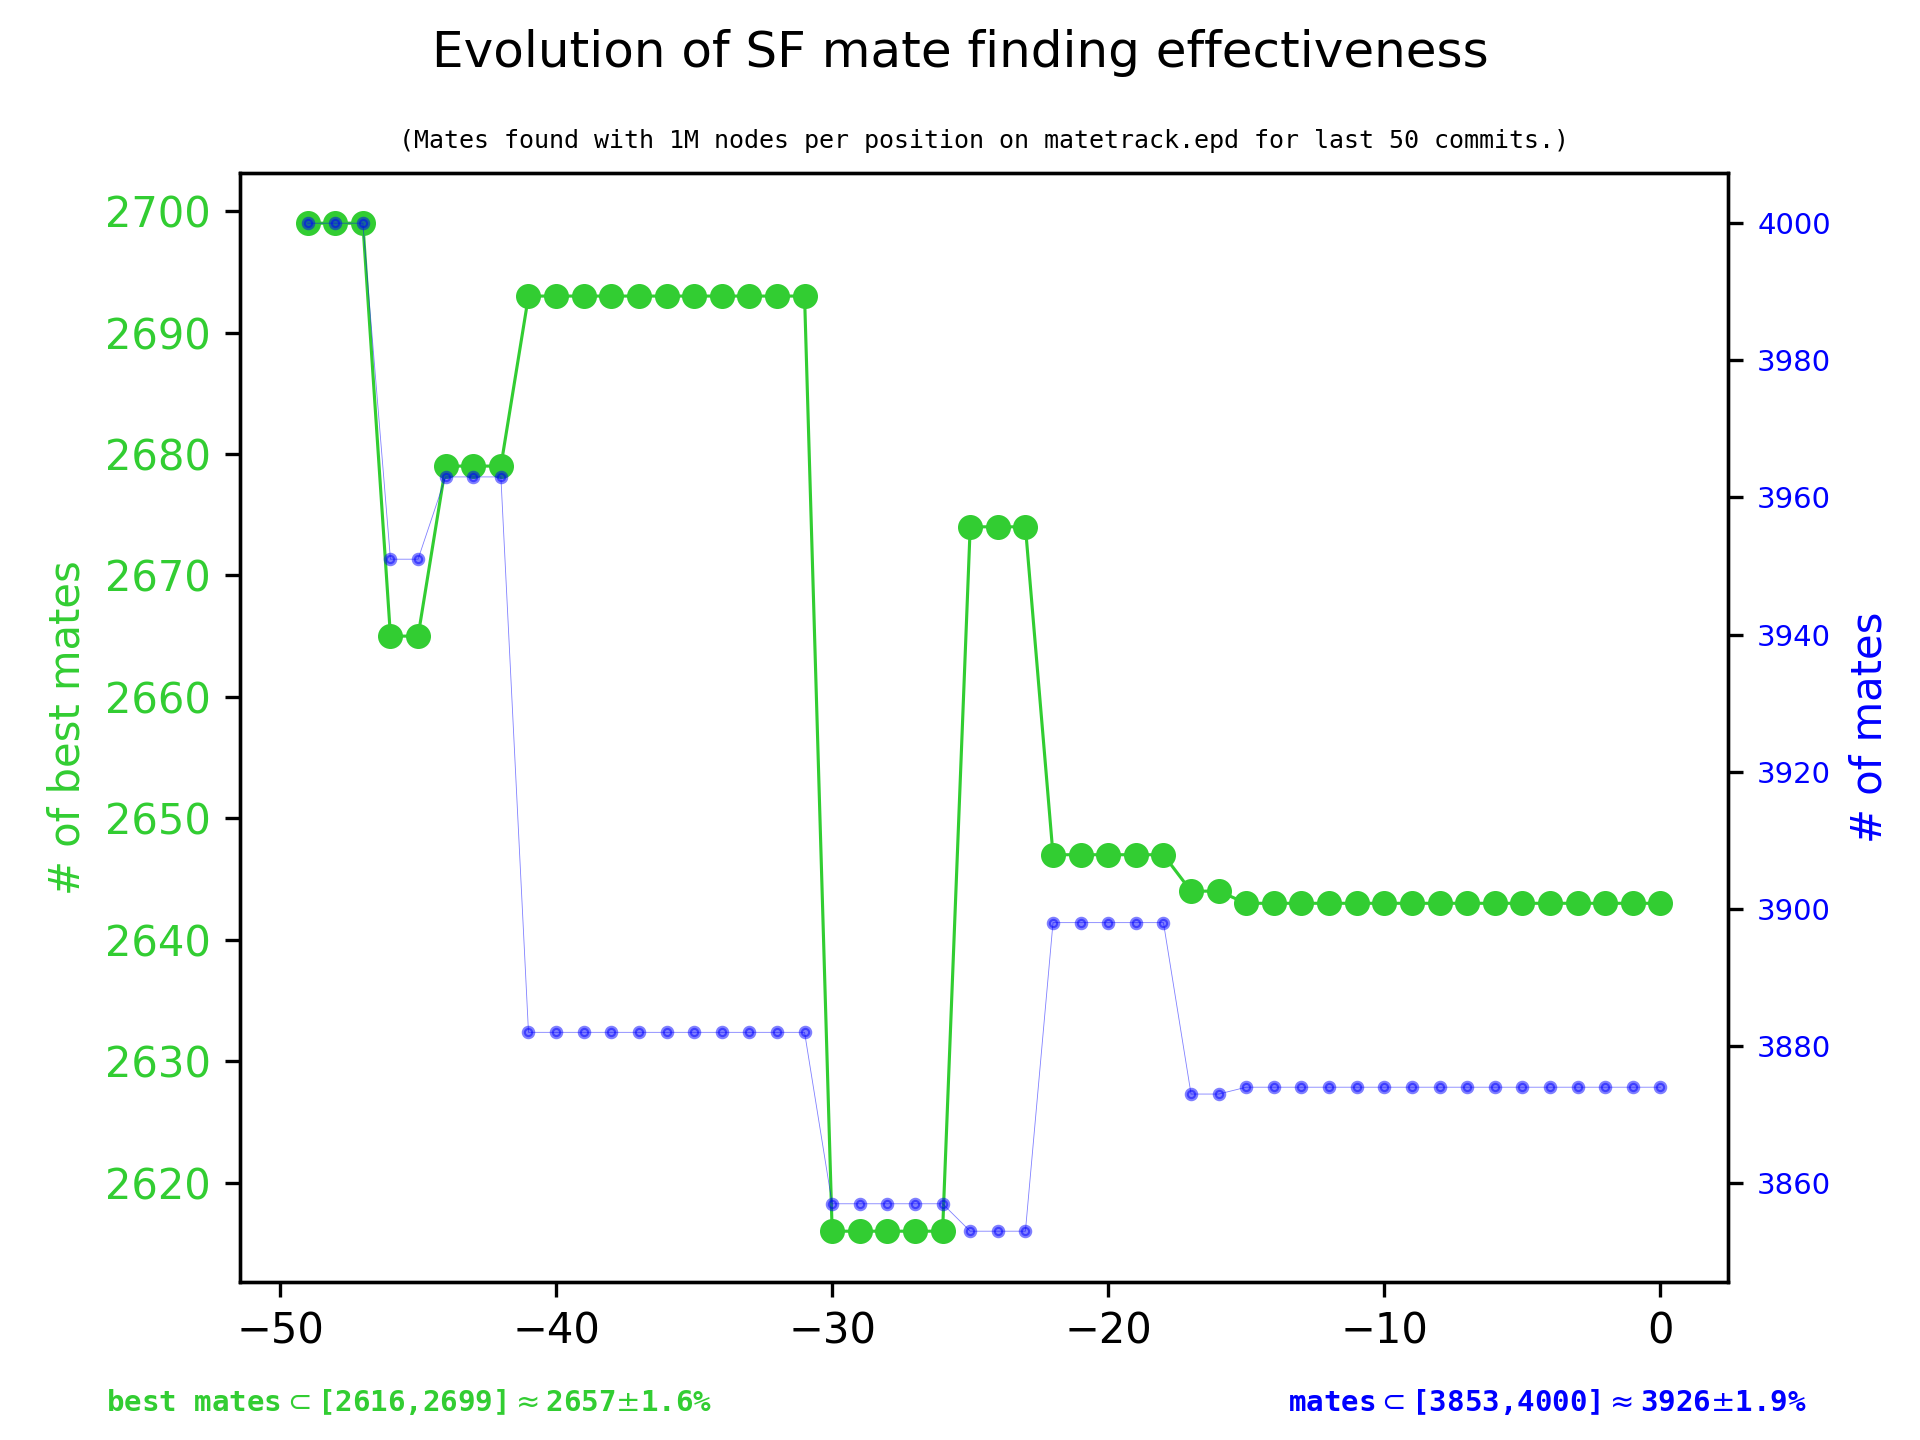 Evolution of SF mate finding effectiveness
(Mates found with 1M nodes per position on matetrack.epd for last 50 commits.)
# of best mates
2700
2690
2680
2670
2660
2650
2640
2630
2620
4000
3980
3960
3940
3920
3900
3880
3860
# of mates
−50 −40 −30 −20 −10 0
best mates⊂[2616,2699]≈2657±1.6%
mates⊂[3853,4000]≈3926±1.9%